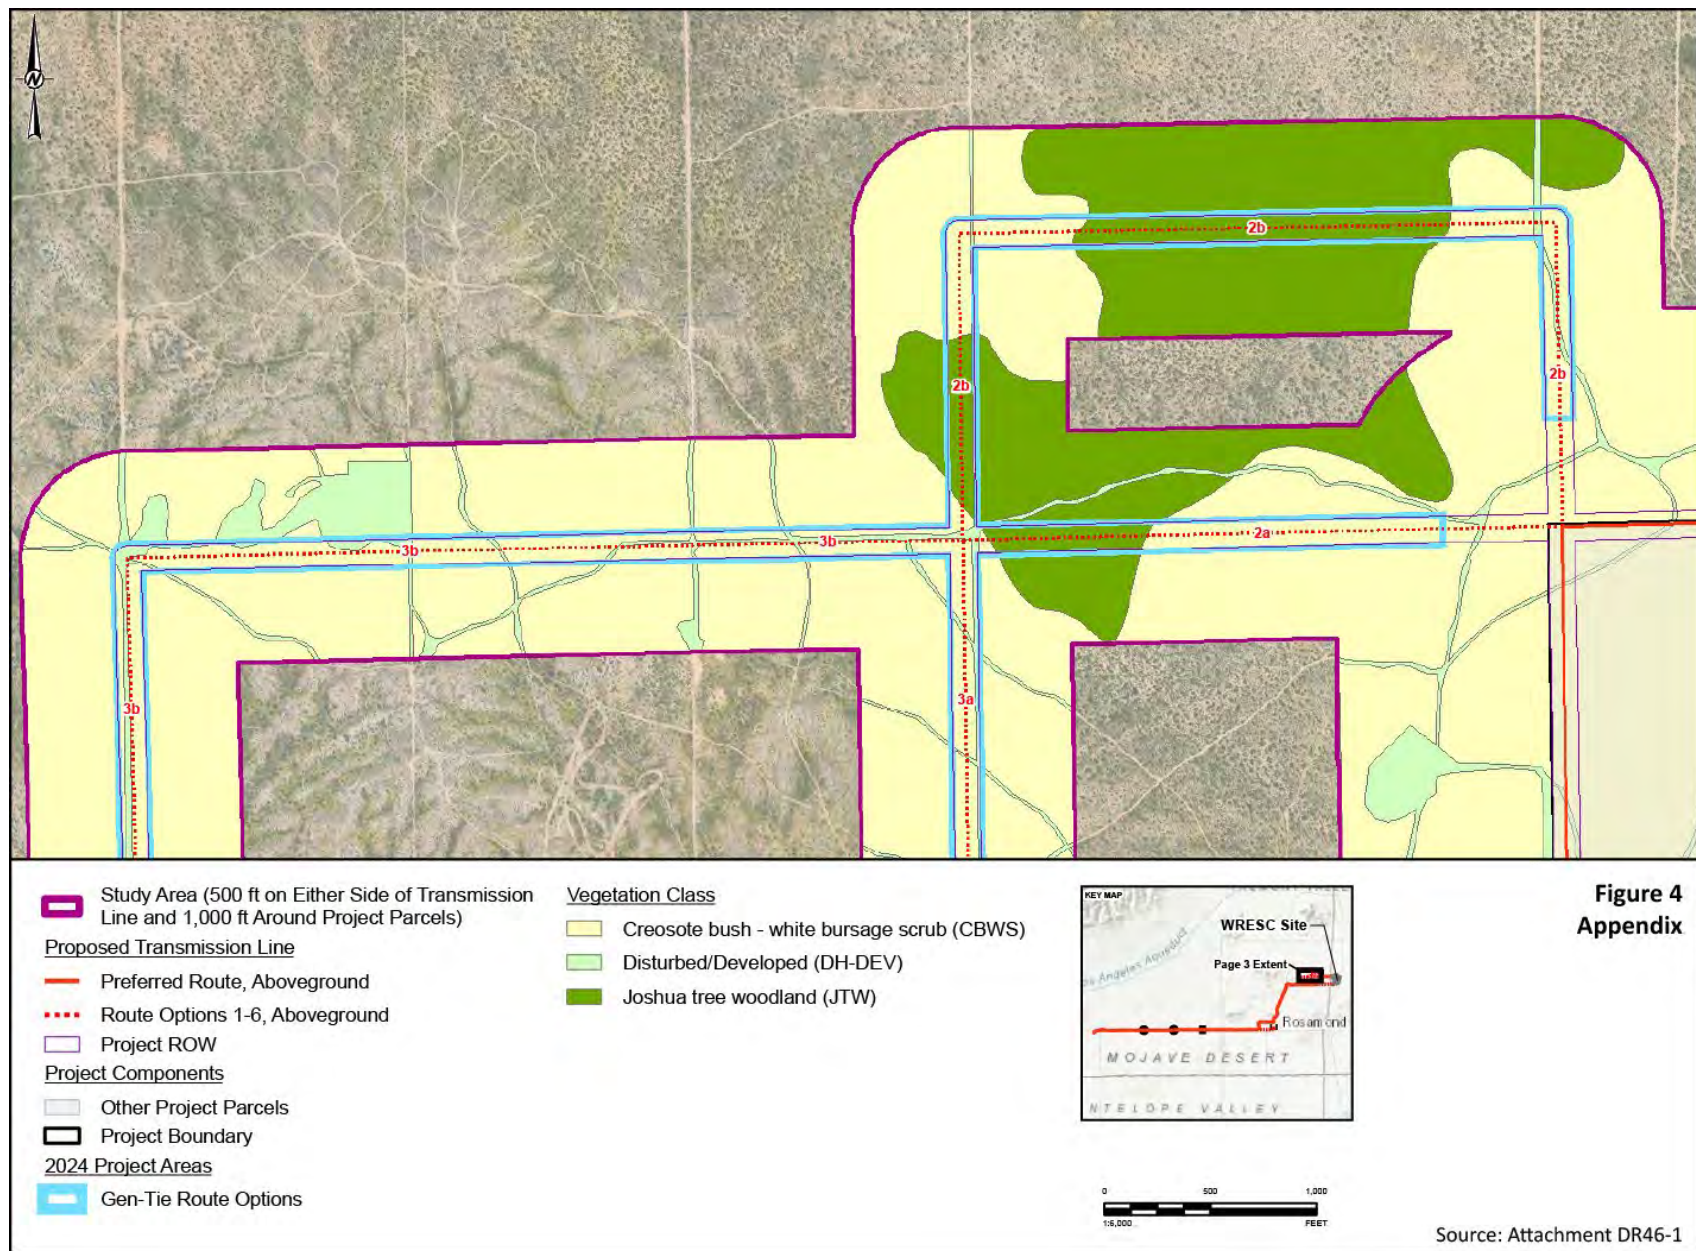 N
2b
2b
2b
2a
3b
3b
3b
3a
Study Area (500 ft on Either Side of Transmission
Line and 1,000 ft Around Project Parcels)
Proposed Transmission Line
Preferred Route, Aboveground
Route Options 1-6, Aboveground
Project ROW
Project Components
Other Project Parcels
Project Boundary
2024 Project Areas
Gen-Tie Route Options
Vegetation Class
Creosote bush - white bursage scrub (CBWS)
Disturbed/Developed (DH-DEV)
Joshua tree woodland (JTW)
KEY MAP
WRESC Site
Angeles Aqueduct
Page 3 Extent
Rosamond
MOJAVE DESERT
NTELOPE VALLEY
0 500 1,000
1:6,000 FEET
Figure 4
Appendix
Source: Attachment DR46-1